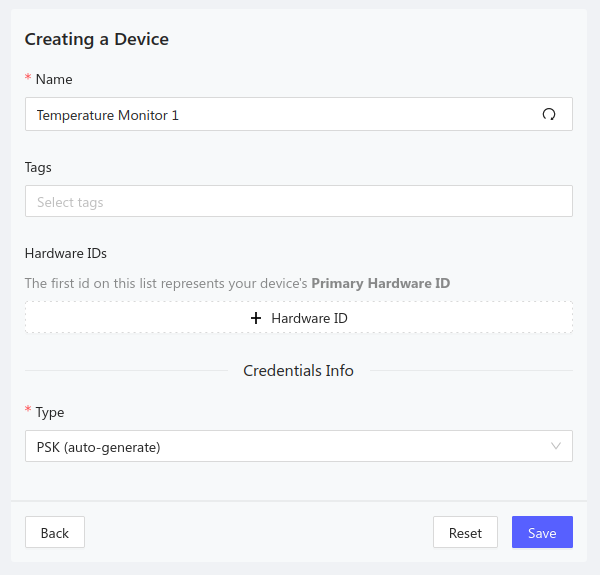 Creating a Device
* Name
Temperature Monitor 1
Tags
Select tags
Hardware IDs
The first id on this list represents your device's Primary Hardware ID
+ Hardware ID
Credentials Info
* Type
PSK (auto-generate)
Back
Reset
Save